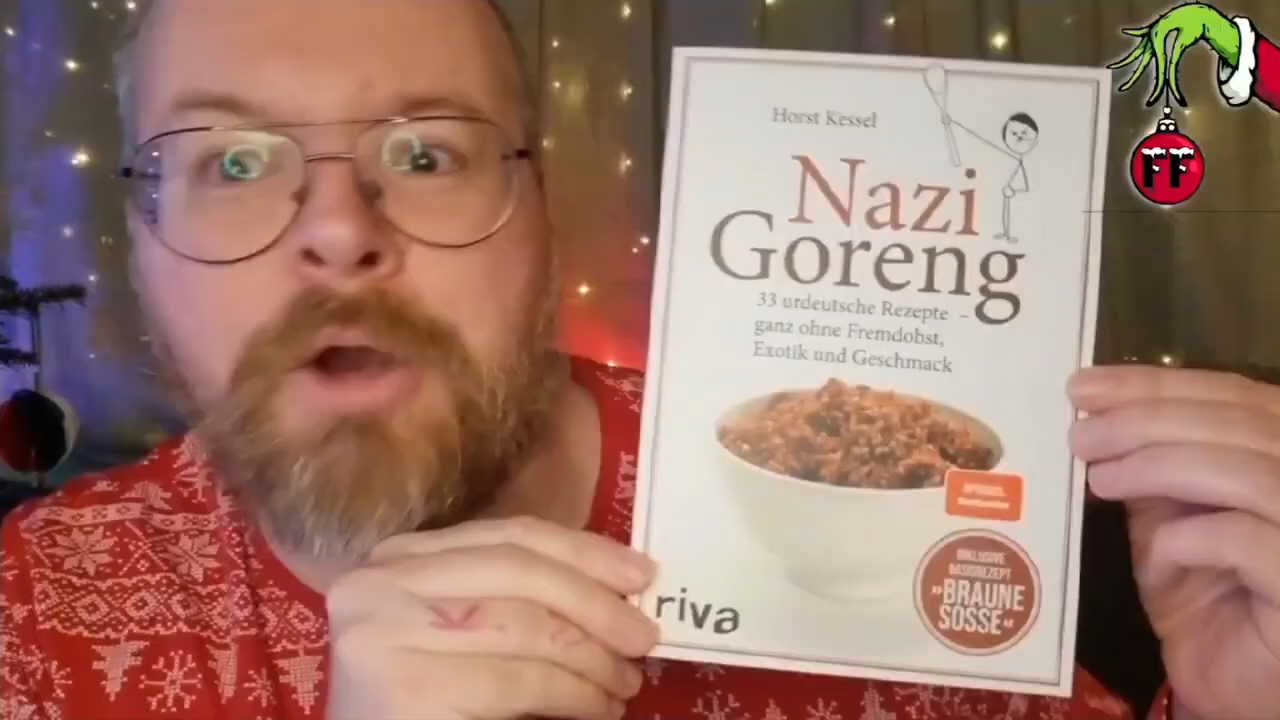 Horst Kessel
Nazi
Goreng
33 urdeutsche Rezepte –
ganz ohne Fremdobst,
Exotik und Geschmack
SPIEGEL
INKLUSIVE
BASISREZEPT
»BRAUNE
SOSSE«
riva
FF